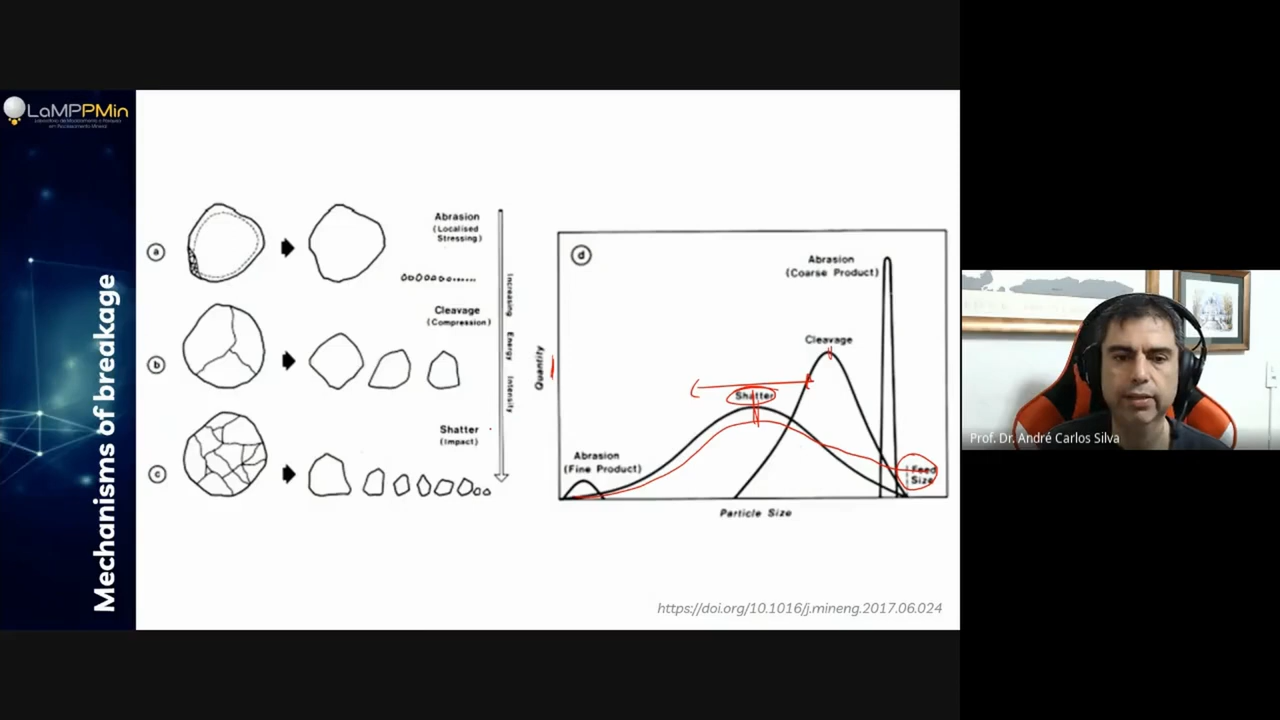 LaMPPMin
Mechanisms of breakage
a
Abrasion
(Localised
Stressing)
b
Cleavage
(Compression)
c
Shatter
(Impact)
Increasing Energy Intensity
d
Quantity
Abrasion
(Fine Product)
Shatter
Cleavage
Abrasion
(Coarse Product)
Feed
Size
Particle Size
https://doi.org/10.1016/j.mineng.2017.06.024
Prof. Dr. André Carlos Silva